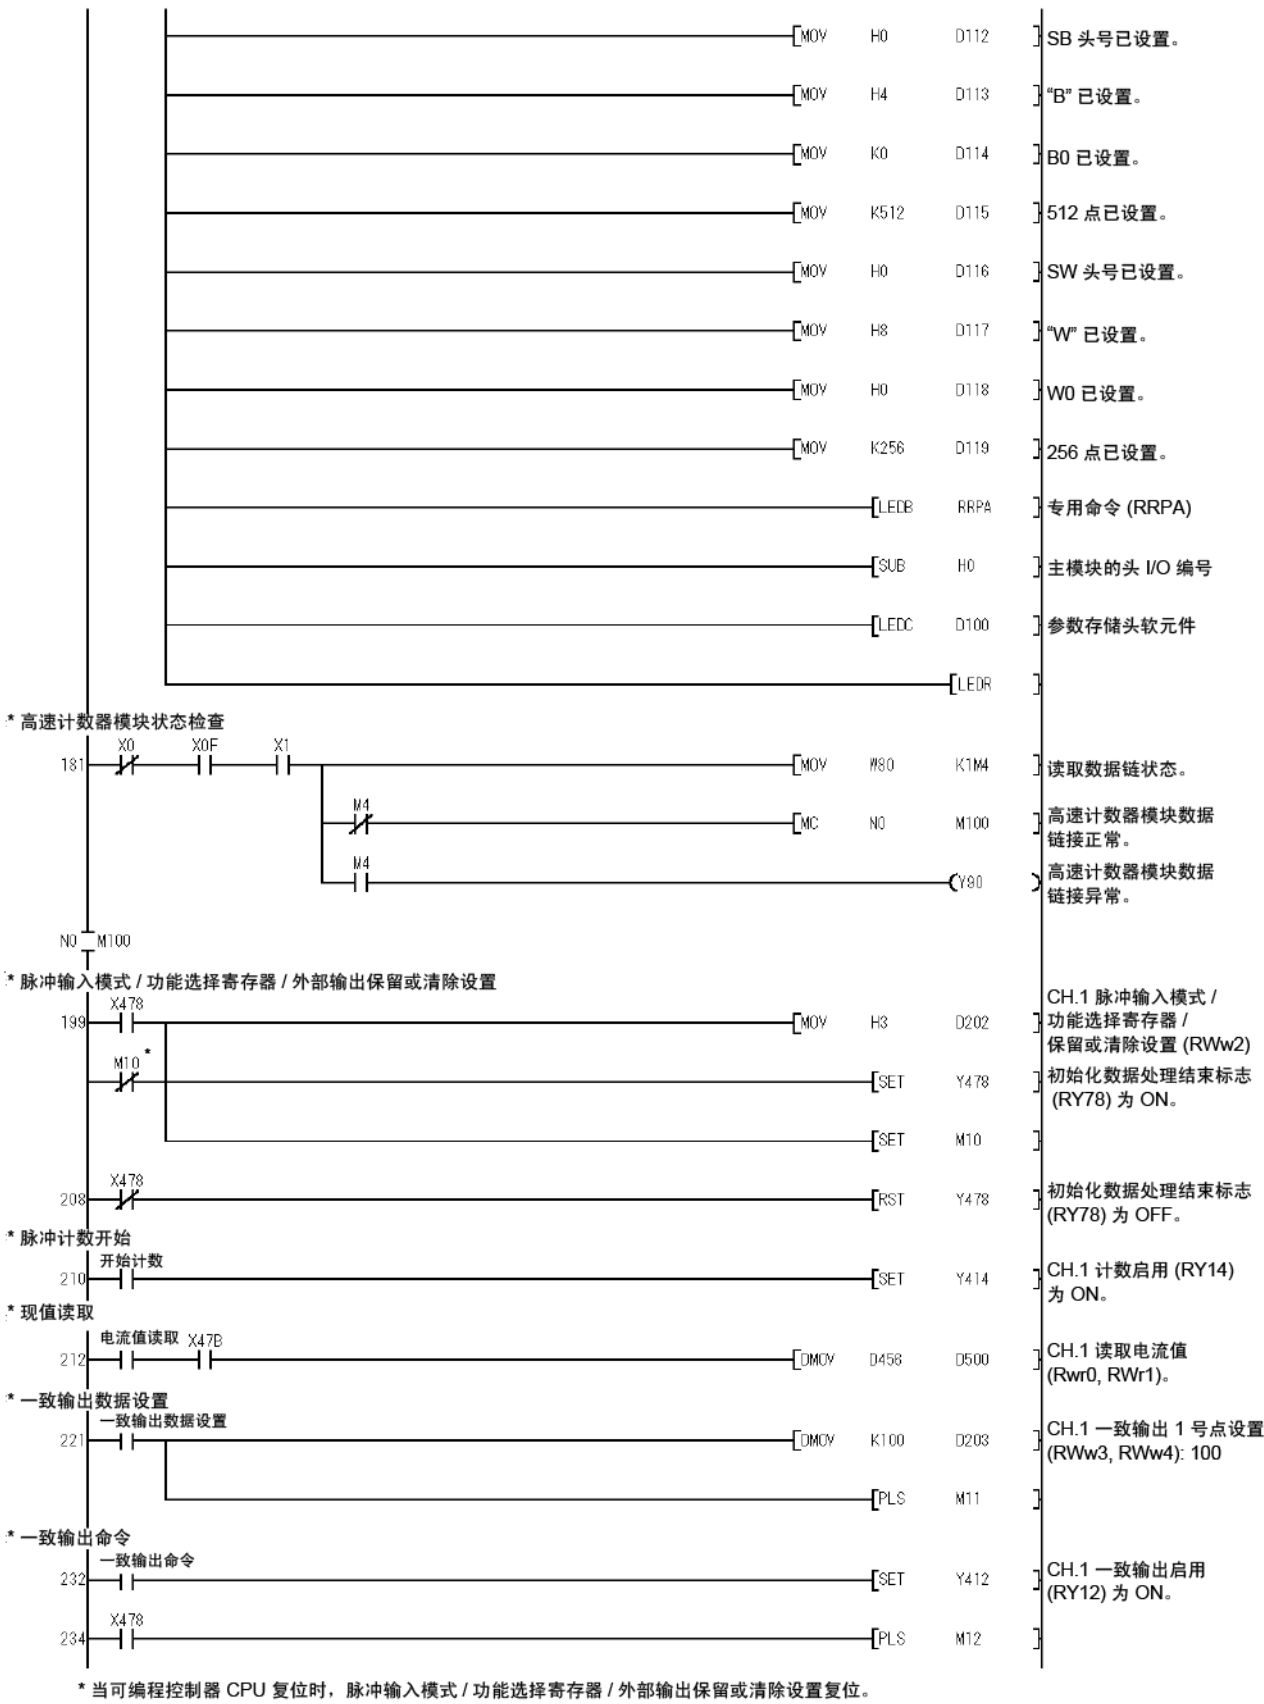 MOV H0 D112 SB 头号已设置。
MOV H4 D113 “B” 已设置。
MOV K0 D114 B0 已设置。
MOV K512 D115 512 点已设置。
MOV H0 D116 SW 头号已设置。
MOV H8 D117 “W” 已设置。
MOV H0 D118 W0 已设置。
MOV K256 D119 256 点已设置。
LEDB RRPA 专用命令 (RRPA)
SUB H0 主模块的头 I/O 编号
LEDC D100 参数存储头软元件
LEDR
* 高速计数器模块状态检查
X0 X0F X1
181 MOV W80 K1M4 读取数据链状态。
M4
MC N0 M100 高速计数器模块数据
链接正常。
M4
Y90 高速计数器模块数据
链接异常。
N0 M100
* 脉冲输入模式 / 功能选择寄存器 / 外部输出保留或清除设置
X478
199 MOV H3 D202 CH.1 脉冲输入模式 /
功能选择寄存器 /
保留或清除设置 (RWw2)
M10 *
SET Y478 初始化数据处理结束标志
(RY78) 为 ON。
SET M10
X478
208 RST Y478 初始化数据处理结束标志
(RY78) 为 OFF。
* 脉冲计数开始
开始计数
210 SET Y414 CH.1 计数启用 (RY14)
为 ON。
* 现值读取
电流值读取 X47B
212 DMOV D456 D500 CH.1 读取电流值
(Rwr0, RWr1)。
* 一致输出数据设置
一致输出数据设置
221 DMOV K100 D203 CH.1 一致输出 1 号点设置
(RWw3, RWw4): 100
PLS M11
* 一致输出命令
一致输出命令
232 SET Y412 CH.1 一致输出启用
(RY12) 为 ON。
X478
234 PLS M12
* 当可编程控制器 CPU 复位时，脉冲输入模式 / 功能选择寄存器 / 外部输出保留或清除设置复位。